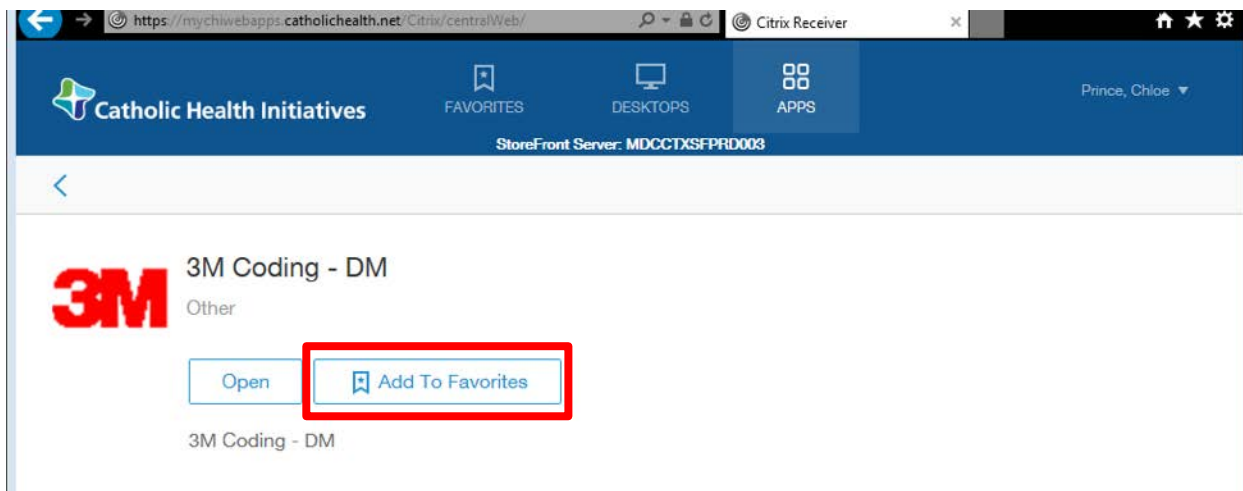 https://mychiwebapps.catholichealth.net/Citrix/centralWeb/
Citrix Receiver
Catholic Health Initiatives
FAVORITES
DESKTOPS
APPS
Prince, Chloe
StoreFront Server: MDCCTXSFPRD003
3M
3M Coding - DM
Other
Open
Add To Favorites
3M Coding - DM